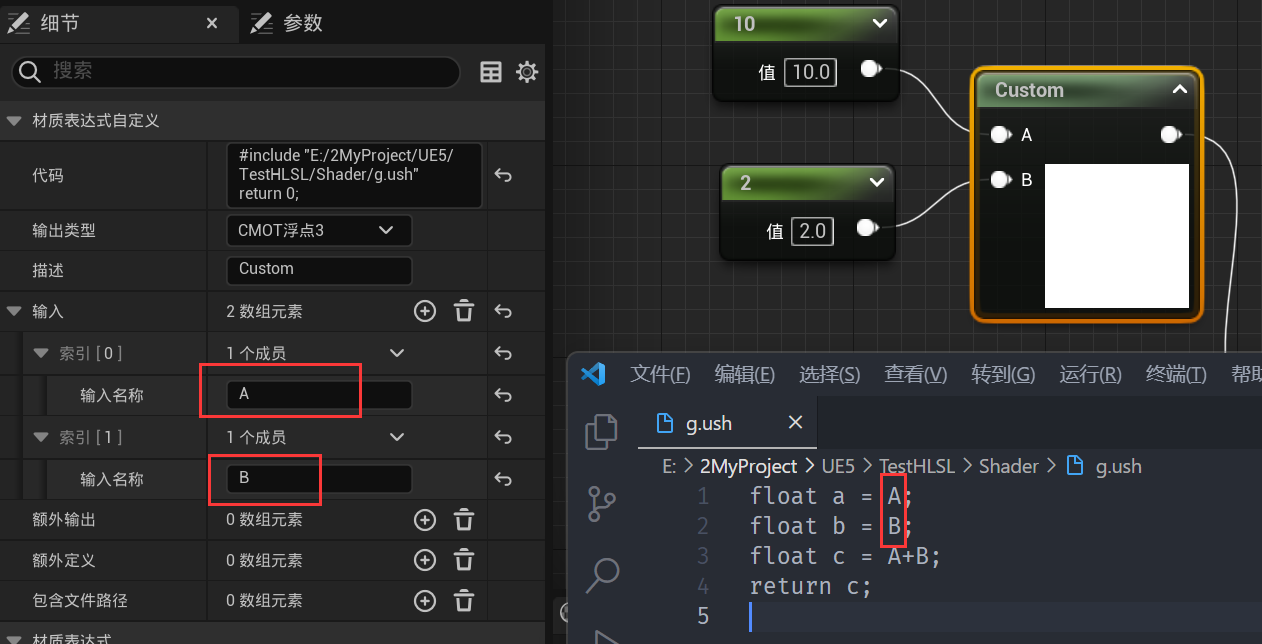 细节
参数
搜索
材质表达式自定义
代码
#include "E:/2MyProject/UE5/
TestHLSL/Shader/g.ush"
return 0;
输出类型
CMOT浮点3
描述
Custom
输入
2 数组元素
索引 [ 0 ]
1 个成员
输入名称
A
索引 [ 1 ]
1 个成员
输入名称
B
额外输出
0 数组元素
额外定义
0 数组元素
包含文件路径
0 数组元素
材质表达式
10
值 10.0
2
值 2.0
Custom
A
B
文件(F) 编辑(E) 选择(S) 查看(V) 转到(G) 运行(R) 终端(T) 帮助
g.ush
E: > 2MyProject > UE5 > TestHLSL > Shader > g.ush
1 float a = A;
2 float b = B;
3 float c = A+B;
4 return c;
5